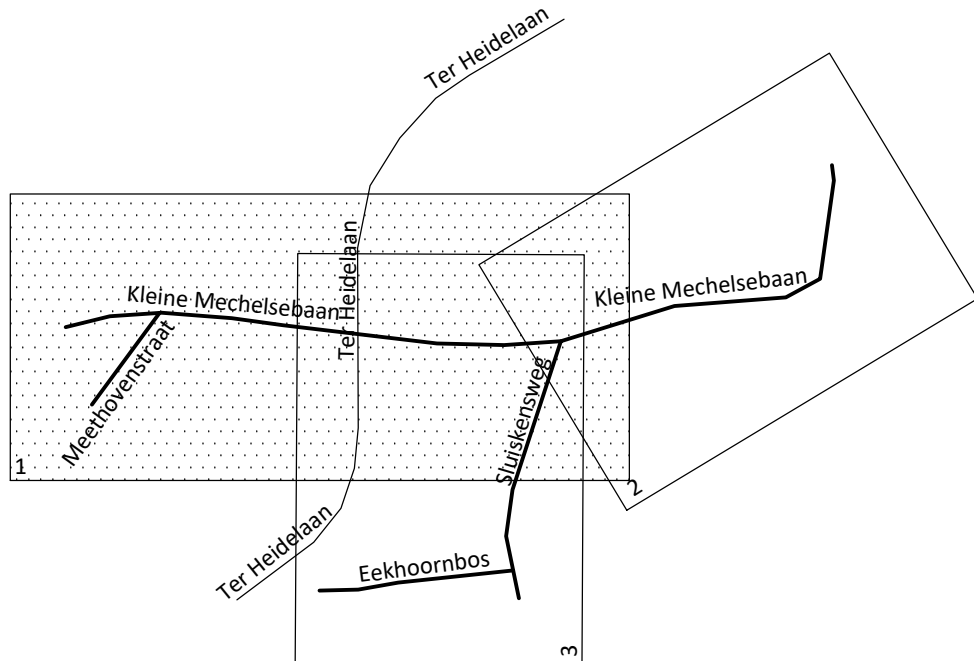 Ter Heidelaan
Ter Heidelaan
Kleine Mechelsebaan
Kleine Mechelsebaan
Meethovenstraat
Sluiskensweg
1
2
Ter Heidelaan
Eekhoornbos
3